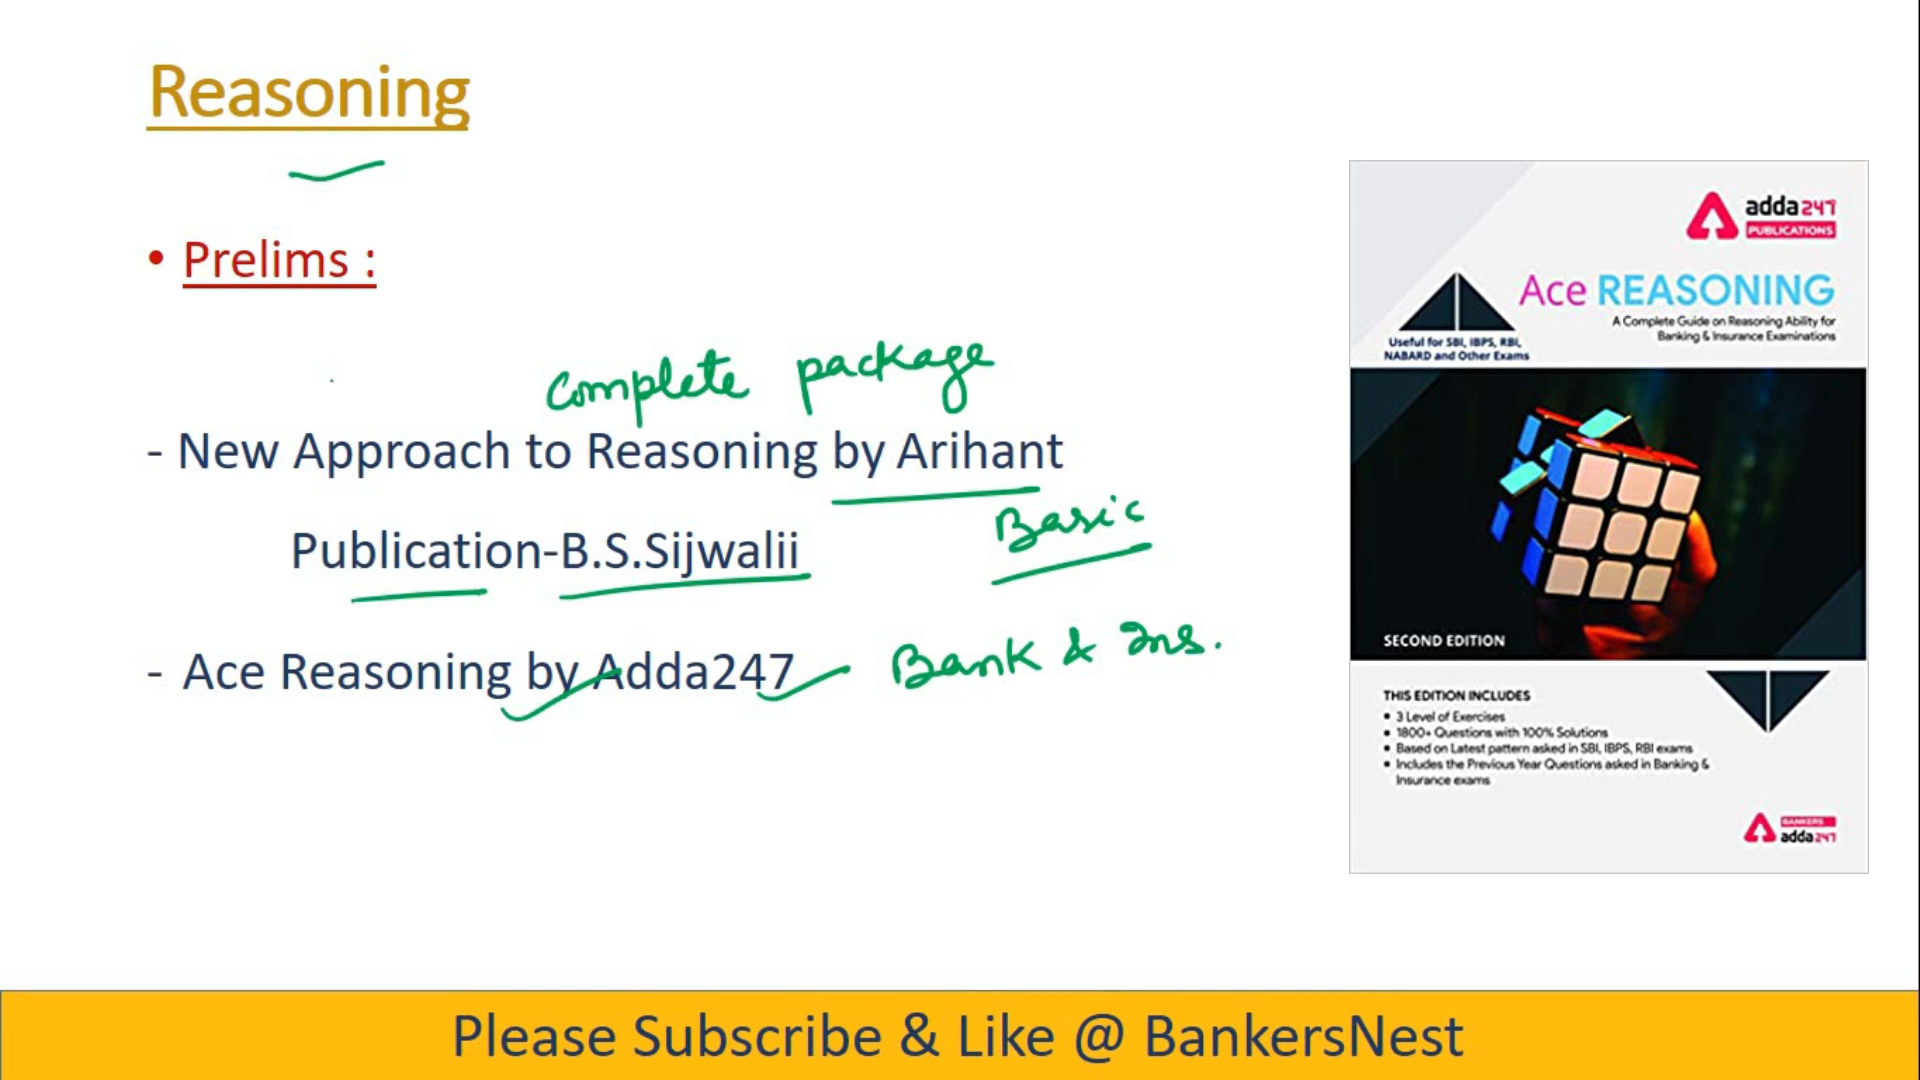 Reasoning
• Prelims :
complete package
- New Approach to Reasoning by Arihant
Basic
Publication-B.S.Sijwalii
- Ace Reasoning by Adda247
Bank & Ins.
adda247
PUBLICATIONS
Ace REASONING
A Complete Guide on Reasoning Ability for
Banking & Insurance Examinations
Useful for SBI, IBPS, RBI,
NABARD and Other Exams
SECOND EDITION
THIS EDITION INCLUDES
• 3 Level of Exercises
• 1800+ Questions with 100% Solutions
• Based on Latest pattern asked in SBI, IBPS, RBI exams
• Includes the Previous Year Questions asked in Banking &
Insurance exams
BANKERS
adda247
Please Subscribe & Like @ BankersNest